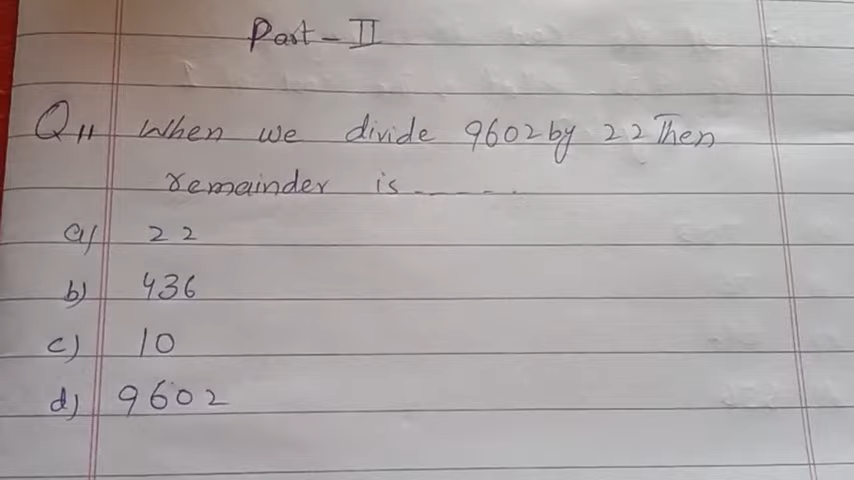 Part - II
Q11 When we divide 9602 by 22 Then
remainder is -----
a) 22
b) 436
c) 10
d) 9602